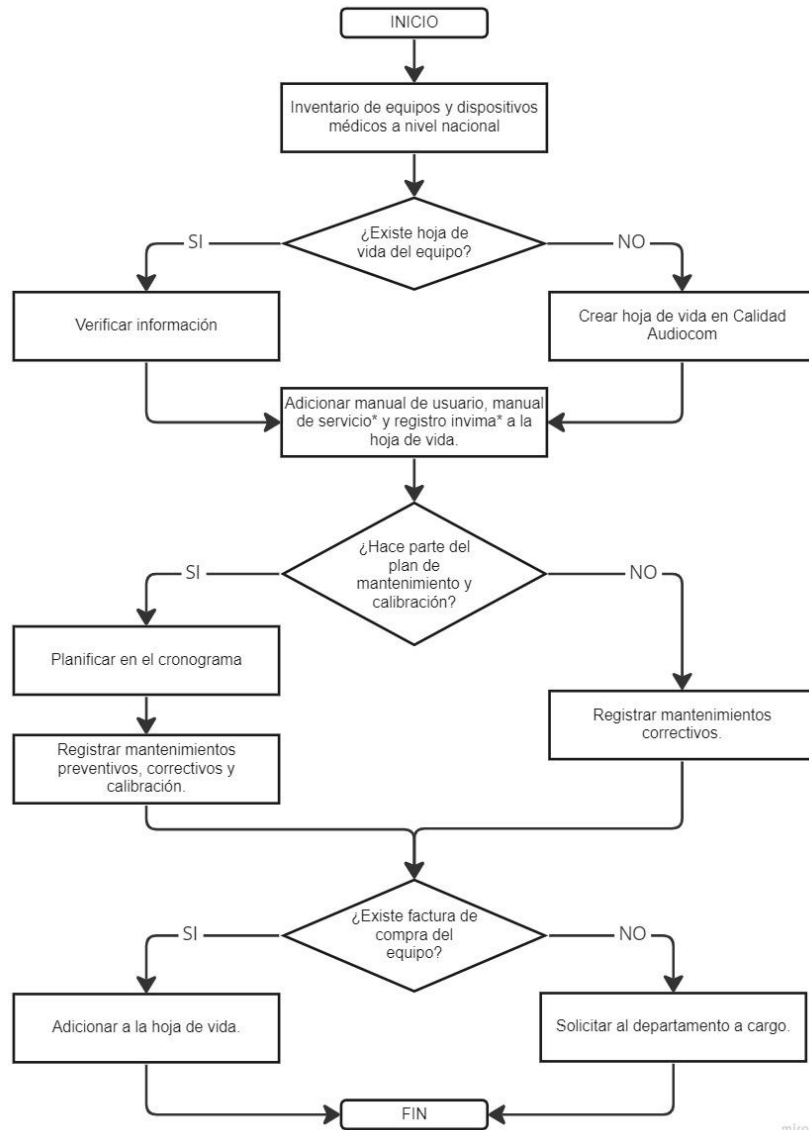 INICIO
Inventario de equipos y dispositivos
médicos a nivel nacional
¿Existe hoja de
vida del equipo?
SI
NO
Verificar información
Crear hoja de vida en Calidad
Audiocom
Adicionar manual de usuario, manual
de servicio* y registro invima* a la
hoja de vida.
¿Hace parte del
plan de
mantenimiento y
calibración?
SI
NO
Planificar en el cronograma
Registrar mantenimientos
preventivos, correctivos y
calibración.
Registrar mantenimientos
correctivos.
¿Existe factura de
compra del
equipo?
SI
NO
Adicionar a la hoja de vida.
Solicitar al departamento a cargo.
FIN
miro